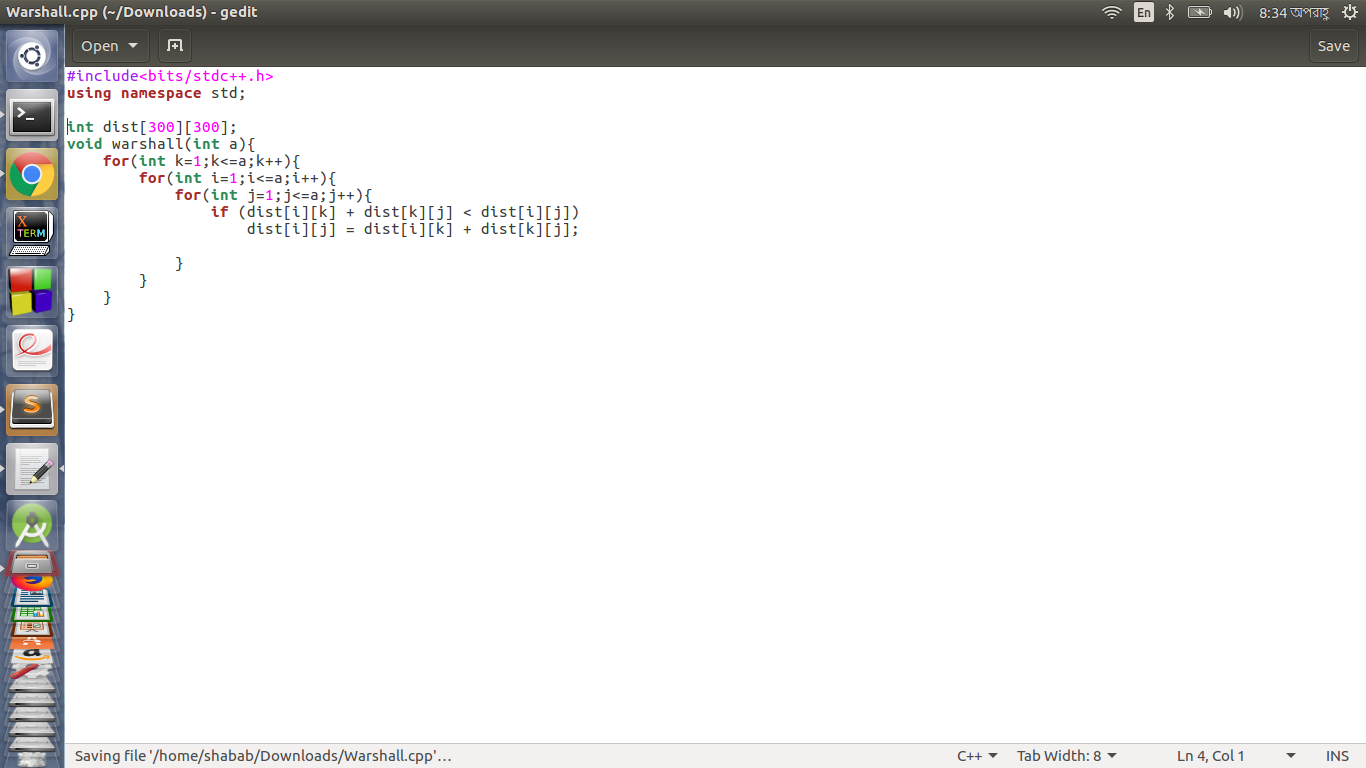 Warshall.cpp (~/Downloads) - gedit En 8:34 অপরাহ্ণ
Open Save
#include<bits/stdc++.h>
using namespace std;
int dist[300][300];
void warshall(int a){
for(int k=1;k<=a;k++){
for(int i=1;i<=a;i++){
for(int j=1;j<=a;j++){
if (dist[i][k] + dist[k][j] < dist[i][j])
dist[i][j] = dist[i][k] + dist[k][j];
}
}
}
}
X
TERM
S
a
Saving file '/home/shabab/Downloads/Warshall.cpp'… C++ Tab Width: 8 Ln 4, Col 1 INS